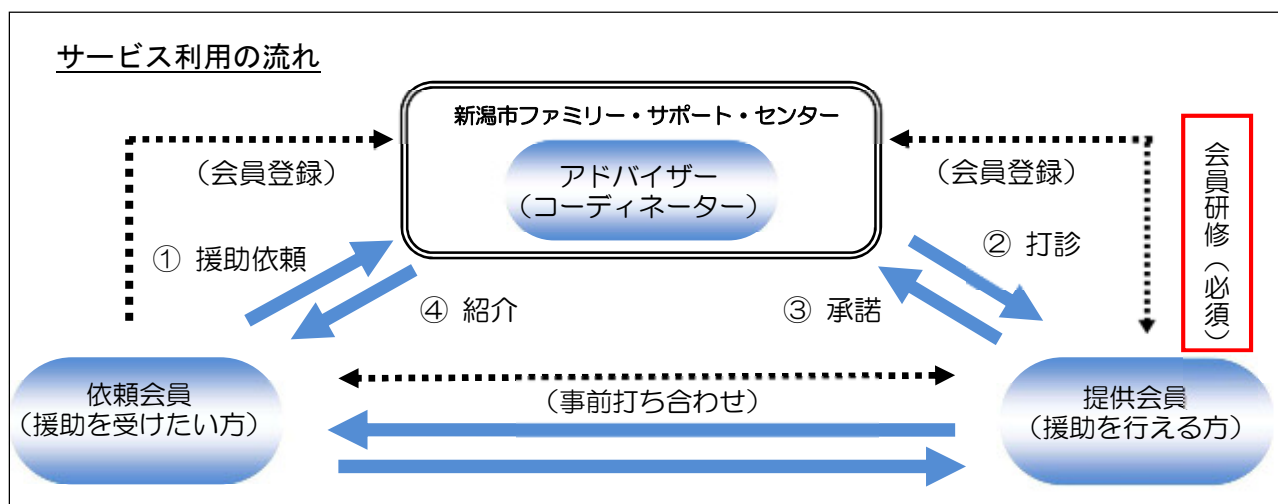 サービス利用の流れ
新潟市ファミリー・サポート・センター
アドバイザー
（コーディネーター）
（会員登録）
（会員登録）
会員研修（必須）
① 援助依頼
② 打診
④ 紹介
③ 承諾
依頼会員
（援助を受けたい方）
（事前打ち合わせ）
提供会員
（援助を行える方）